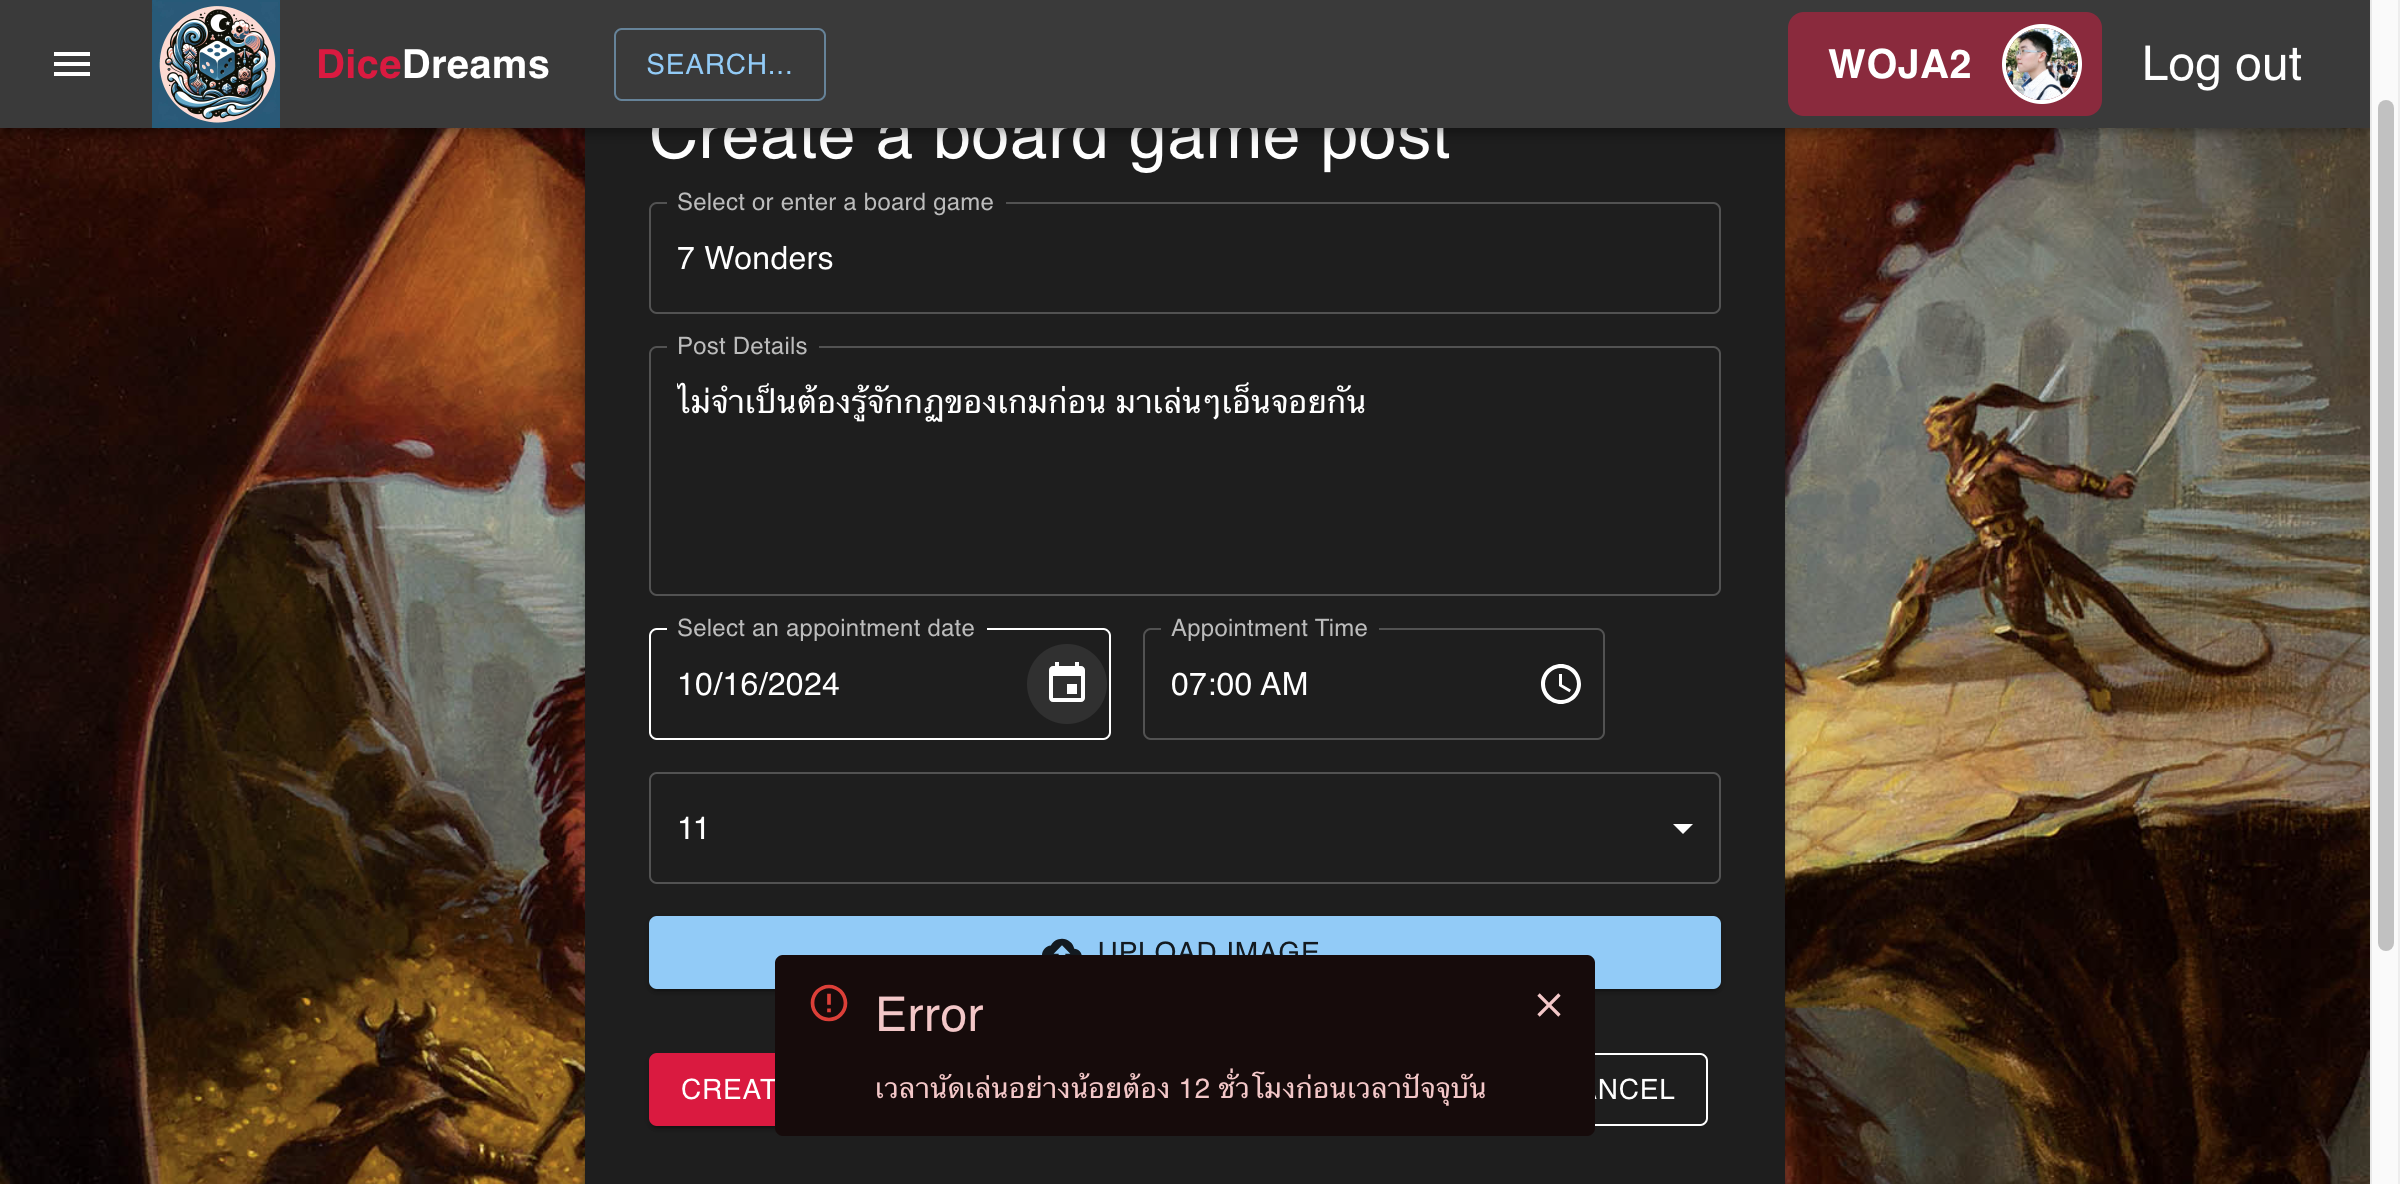 DiceDreams
SEARCH...
WOJA2
Log out
Create a board game post
Select or enter a board game
7 Wonders
Post Details
ไม่จำเป็นต้องรู้จักกฏของเกมก่อน มาเล่นๆเอ็นจอยกัน
Select an appointment date
10/16/2024
Appointment Time
07:00 AM
11
UPLOAD IMAGE
Error
เวลานัดเล่นอย่างน้อยต้อง 12 ชั่วโมงก่อนเวลาปัจจุบัน
CREAT
NCEL